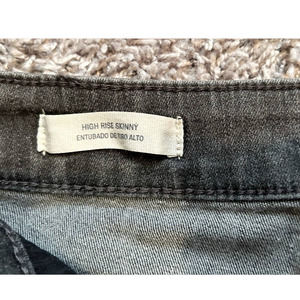 HIGH RISE SKINNY
ENTUBADO DE TIRO ALTO